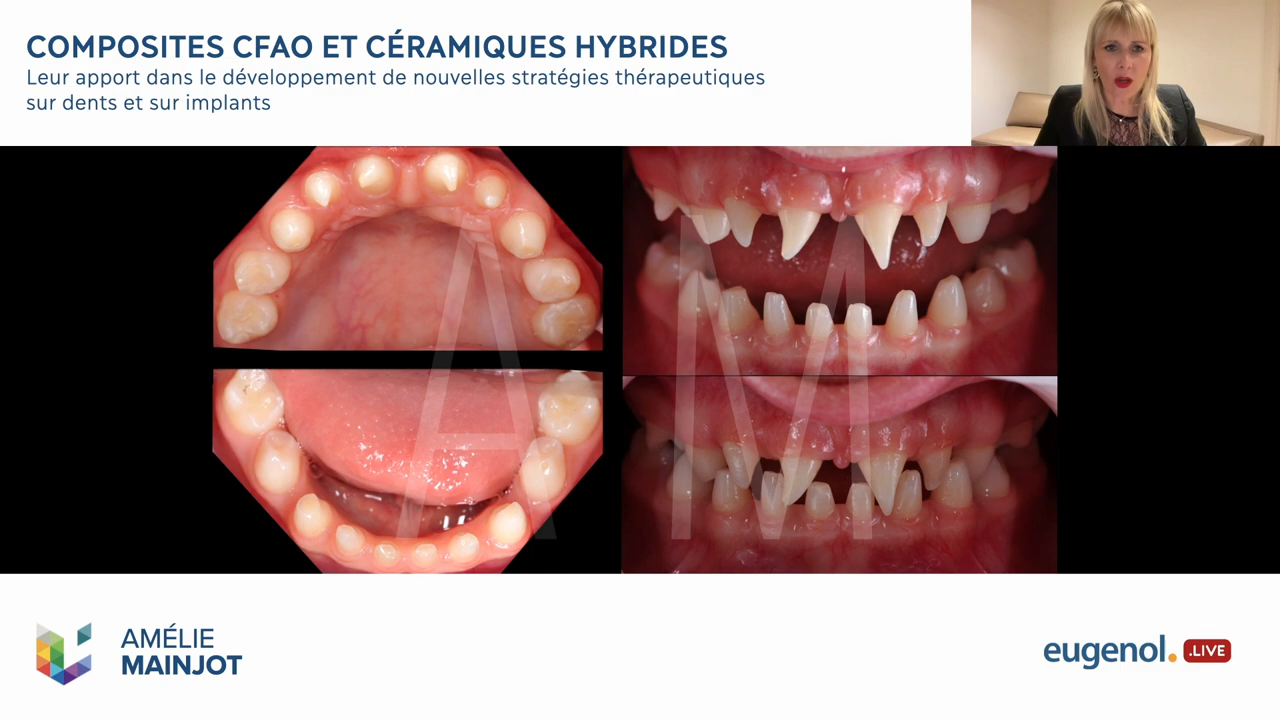 COMPOSITES CFAO ET CÉRAMIQUES HYBRIDES
Leur apport dans le développement de nouvelles stratégies thérapeutiques
sur dents et sur implants
A M
AMÉLIE
MAINJOT
eugenol.
.LIVE